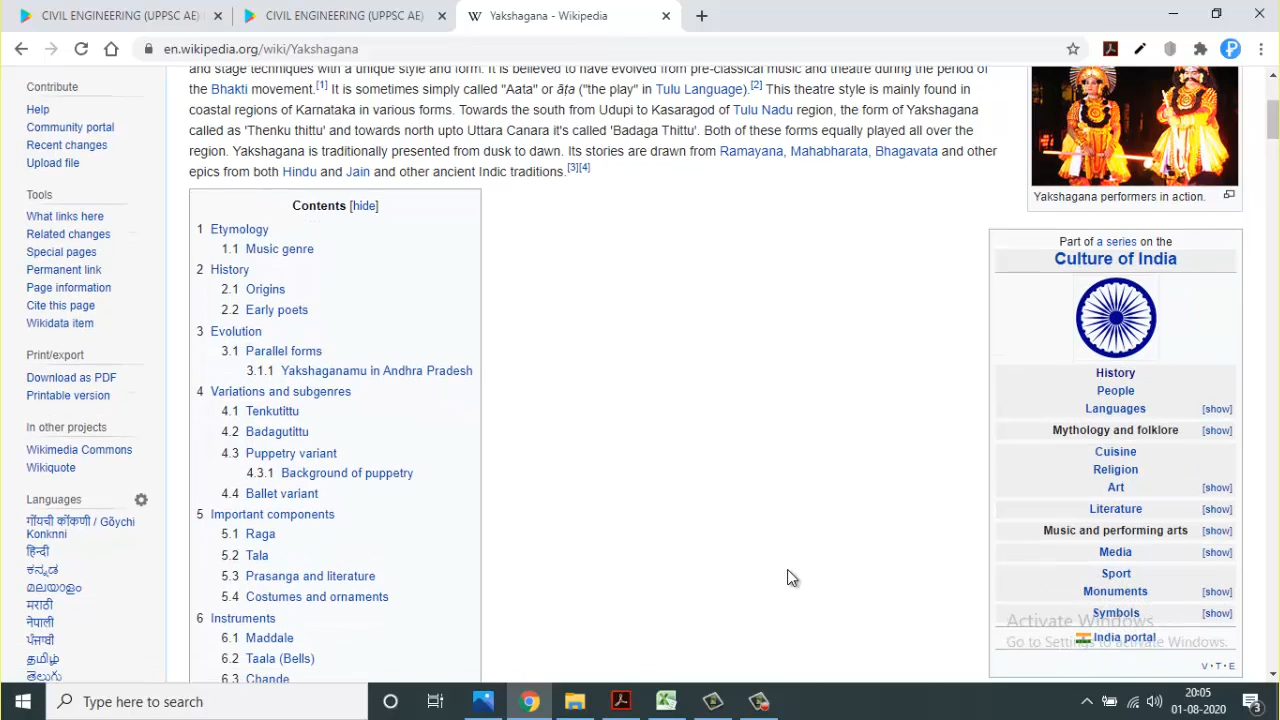 CIVIL ENGINEERING (UPPSC AE)
CIVIL ENGINEERING (UPPSC AE)
Yakshagana - Wikipedia
en.wikipedia.org/wiki/Yakshagana
Contribute
Help
Community portal
Recent changes
Upload file
Tools
What links here
Related changes
Special pages
Permanent link
Page information
Cite this page
Wikidata item
Print/export
Download as PDF
Printable version
In other projects
Wikimedia Commons
Wikiquote
Languages
गोंयची कोंकणी / Gõychi
Konknni
हिन्दी
ಕನ್ನಡ
മലയാളം
मराठी
नेपाली
ਪੰਜਾਬੀ
தமிழ்
తెలుగు
and stage techniques with a unique style and form. It is believed to have evolved from pre-classical music and theatre during the period of
the Bhakti movement.[1] It is sometimes simply called "Aata" or āṭa ("the play" in Tulu Language).[2] This theatre style is mainly found in
coastal regions of Karnataka in various forms. Towards the south from Udupi to Kasaragod of Tulu Nadu region, the form of Yakshagana
called as 'Thenku thittu' and towards north upto Uttara Canara it's called 'Badaga Thittu'. Both of these forms equally played all over the
region. Yakshagana is traditionally presented from dusk to dawn. Its stories are drawn from Ramayana, Mahabharata, Bhagavata and other
epics from both Hindu and Jain and other ancient Indic traditions.[3][4]
Contents [hide]
1 Etymology
1.1 Music genre
2 History
2.1 Origins
2.2 Early poets
3 Evolution
3.1 Parallel forms
3.1.1 Yakshaganamu in Andhra Pradesh
4 Variations and subgenres
4.1 Tenkutittu
4.2 Badagutittu
4.3 Puppetry variant
4.3.1 Background of puppetry
4.4 Ballet variant
5 Important components
5.1 Raga
5.2 Tala
5.3 Prasanga and literature
5.4 Costumes and ornaments
6 Instruments
6.1 Maddale
6.2 Taala (Bells)
6.3 Chande
Yakshagana performers in action.
Part of a series on the
Culture of India
History
People
Languages [show]
Mythology and folklore [show]
Cuisine
Religion
Art [show]
Literature [show]
Music and performing arts [show]
Media [show]
Sport
Monuments [show]
Symbols [show]
India portal
V · T · E
Activate Windows
Go to Settings to activate Windows.
Type here to search
20:05
01-08-2020
3